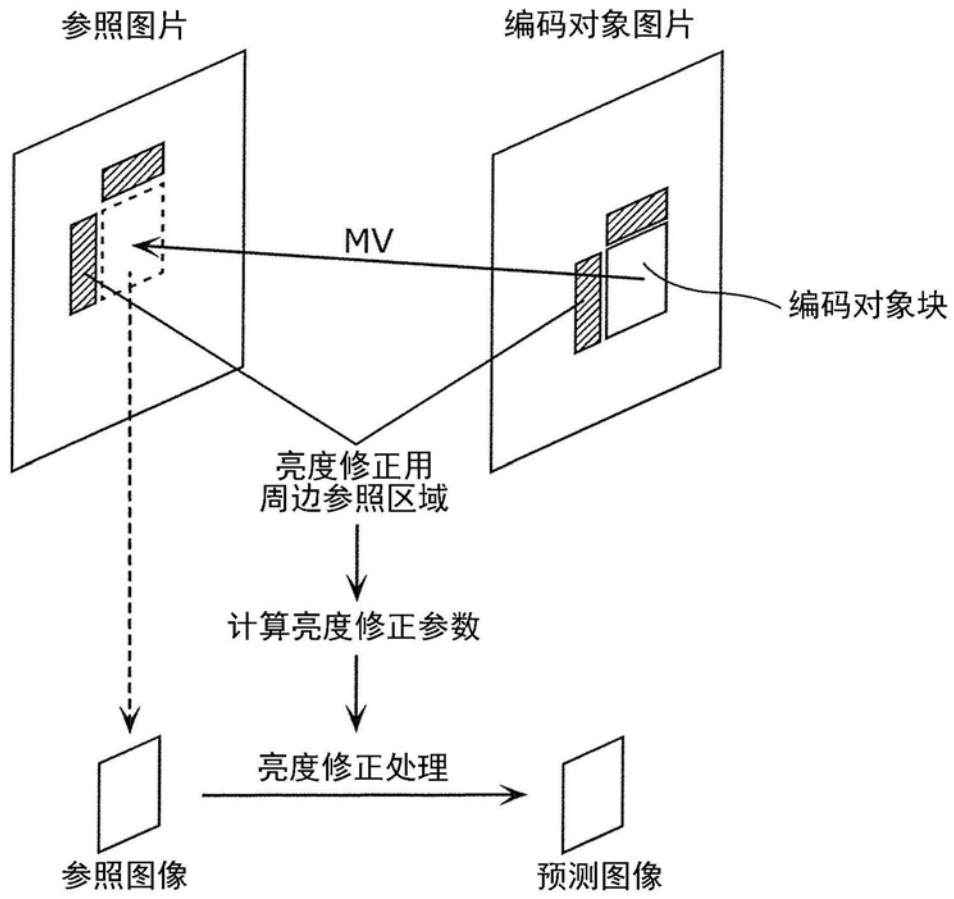 参照图片
编码对象图片
MV
编码对象块
亮度修正用
周边参照区域
计算亮度修正参数
亮度修正处理
参照图像
预测图像